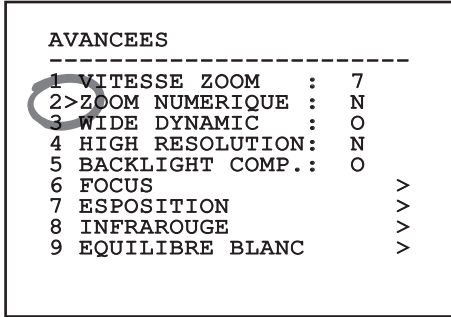 AVANCEES
--------------------------
1 VITESSE ZOOM : 7
2>ZOOM NUMERIQUE : N
3 WIDE DYNAMIC : O
4 HIGH RESOLUTION: N
5 BACKLIGHT COMP.: O
6 FOCUS >
7 ESPOSITION >
8 INFRAROUGE >
9 EQUILIBRE BLANC >